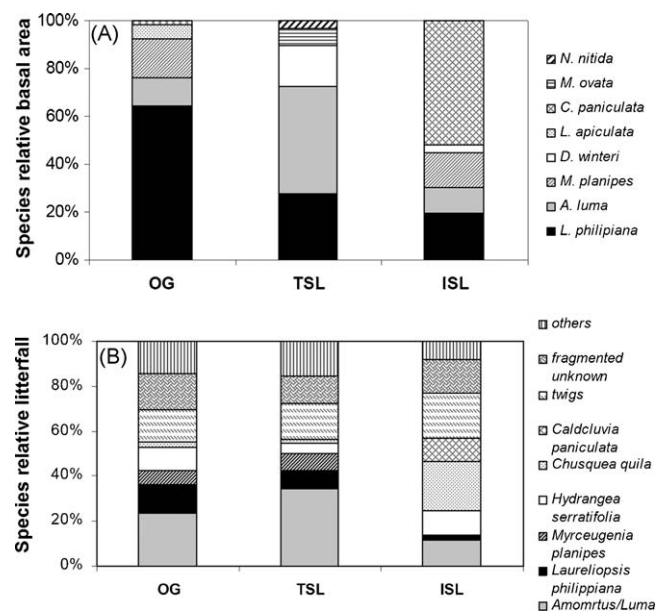 (A)
Species relative basal area
100%
80%
60%
40%
20%
0%
OG
TSL
ISL
N. nitida
M. ovata
C. paniculata
L. apiculata
D. winteri
M. planipes
A. luma
L. philipiana
(B)
Species relative litterfall
100%
80%
60%
40%
20%
0%
OG
TSL
ISL
others
fragmented
unknown
twigs
Caldcluvia
paniculata
Chusquea quila
Hydrangea
serratifolia
Myrceugenia
planipes
Laureliopsis
philippiana
Amomrtus/Luma